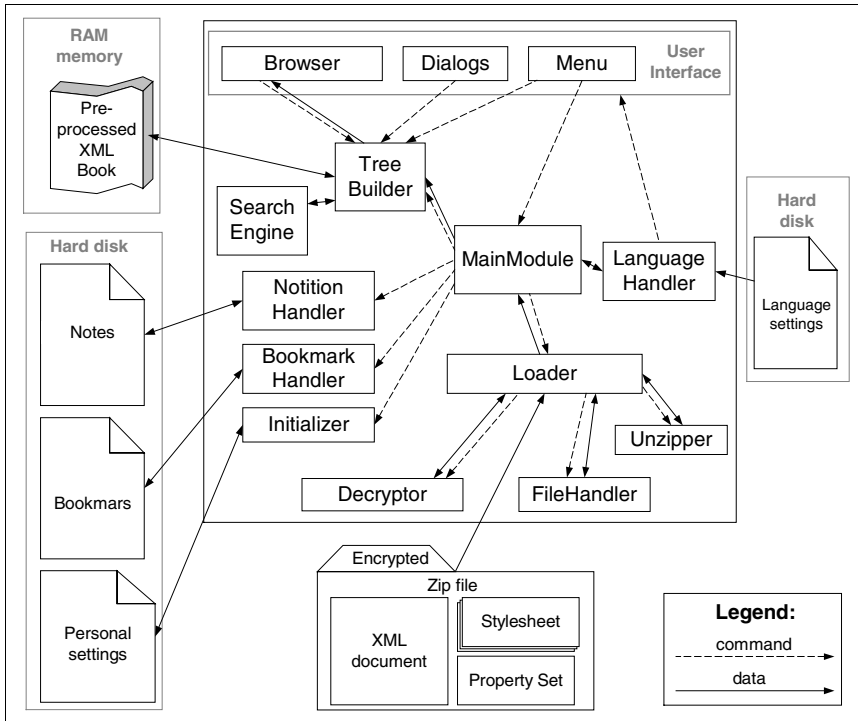 RAM
memory
Pre-
processed
XML
Book
Browser
Dialogs
Menu
User
Interface
Tree
Builder
Search
Engine
MainModule
Language
Handler
Hard
disk
Language
settings
Hard disk
Notes
Notition
Handler
Bookmark
Handler
Initializer
Loader
Unzipper
Decryptor
FileHandler
Bookmars
Personal
settings
Encrypted
Zip file
XML
document
Stylesheet
Property Set
Legend:
command
data